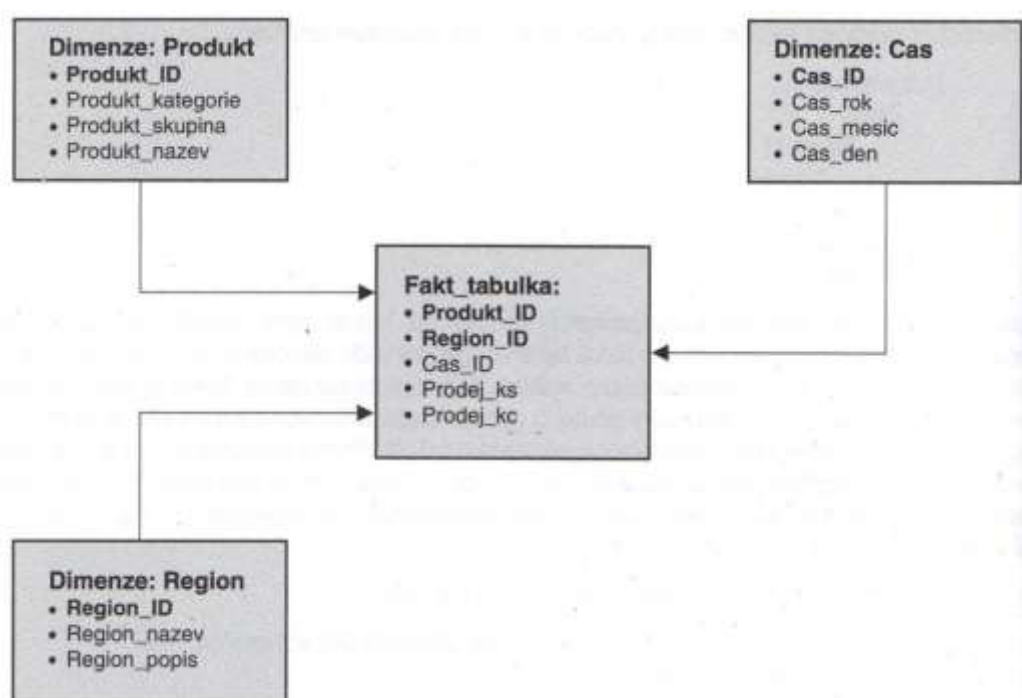 Dimenze: Produkt
• Produkt_ID
• Produkt_kategorie
• Produkt_skupina
• Produkt_nazev
Dimenze: Cas
• Cas_ID
• Cas_rok
• Cas_mesic
• Cas_den
Fakt_tabulka:
• Produkt_ID
• Region_ID
• Cas_ID
• Prodej_ks
• Prodej_kc
Dimenze: Region
• Region_ID
• Region_nazev
• Region_popis